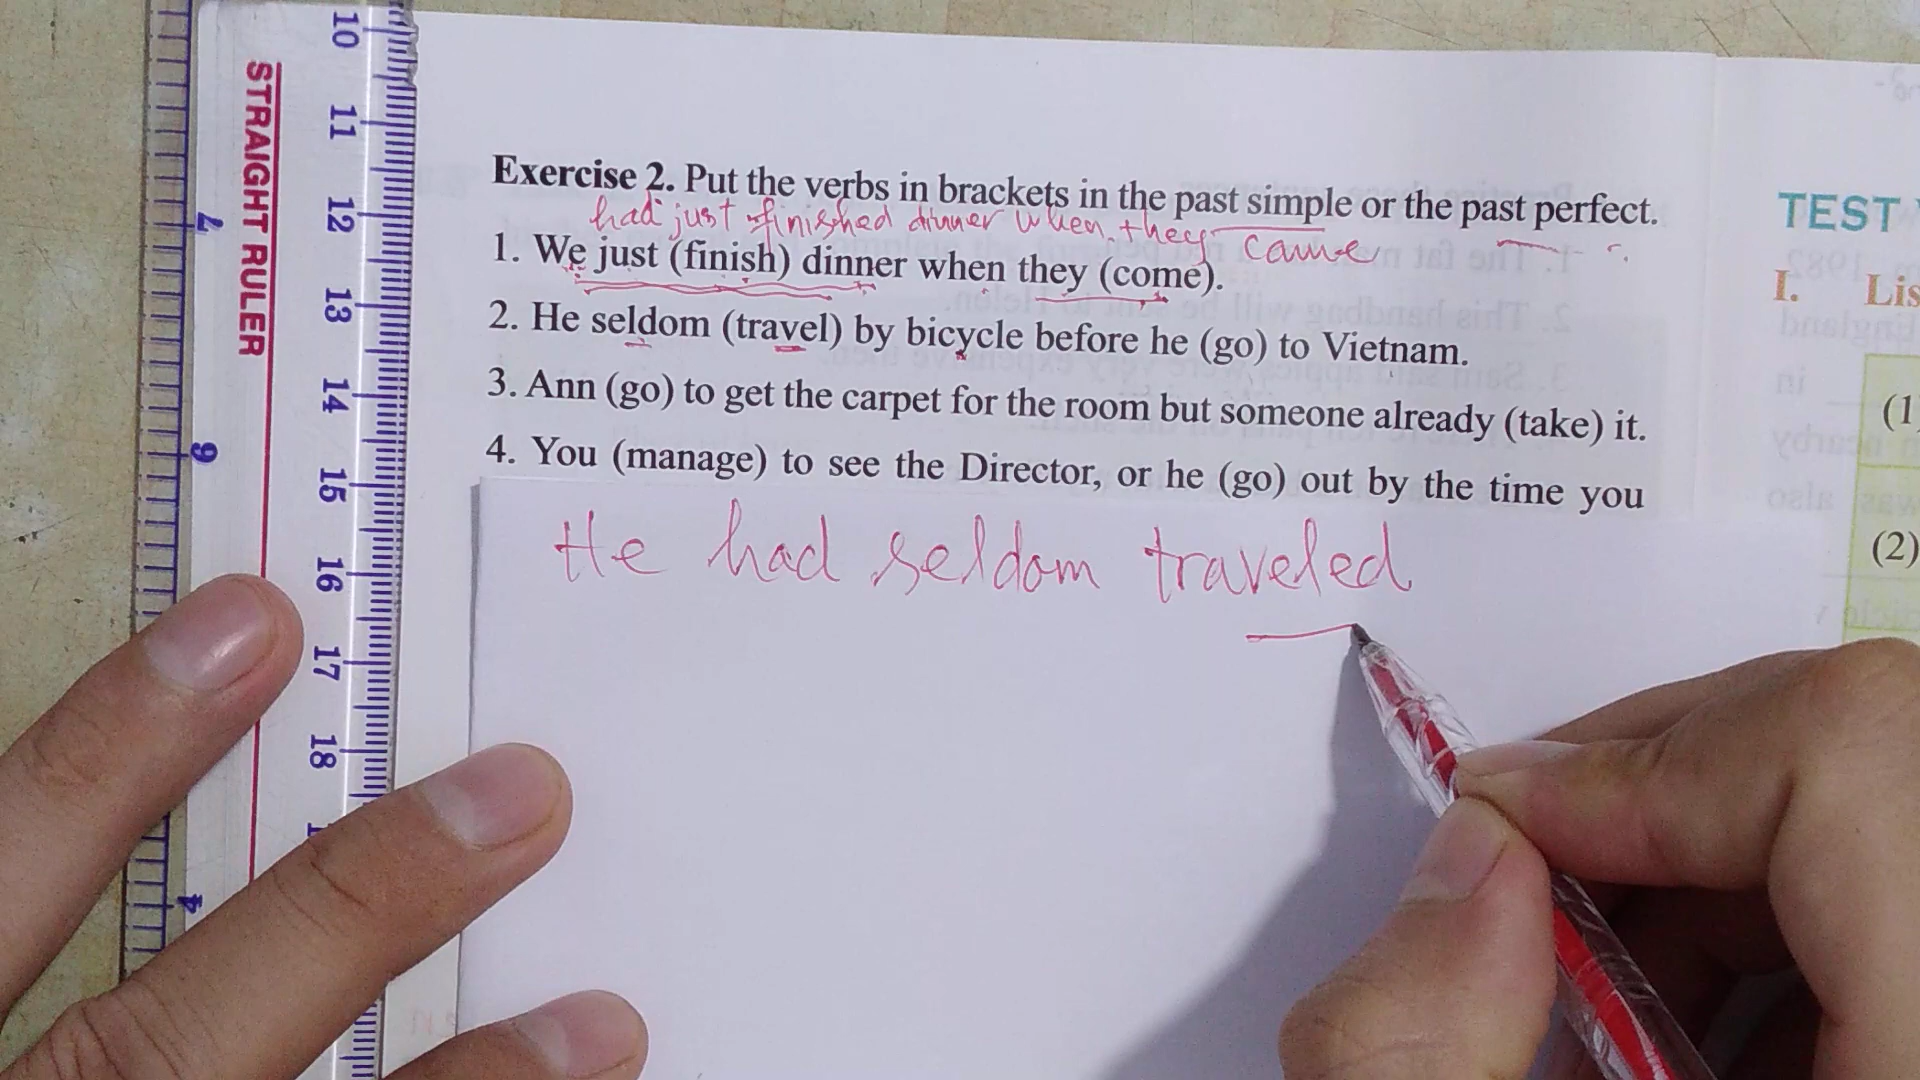 STRAIGHT RULER
10
11
12
13
14
15
16
17
18
7
6
4
Exercise 2. Put the verbs in brackets in the past simple or the past perfect.
had just finished dinner when they came
1. We just (finish) dinner when they (come).
2. He seldom (travel) by bicycle before he (go) to Vietnam.
3. Ann (go) to get the carpet for the room but someone already (take) it.
4. You (manage) to see the Director, or he (go) out by the time you
He had seldom traveled
TEST
I. Lis
(1)
(2)